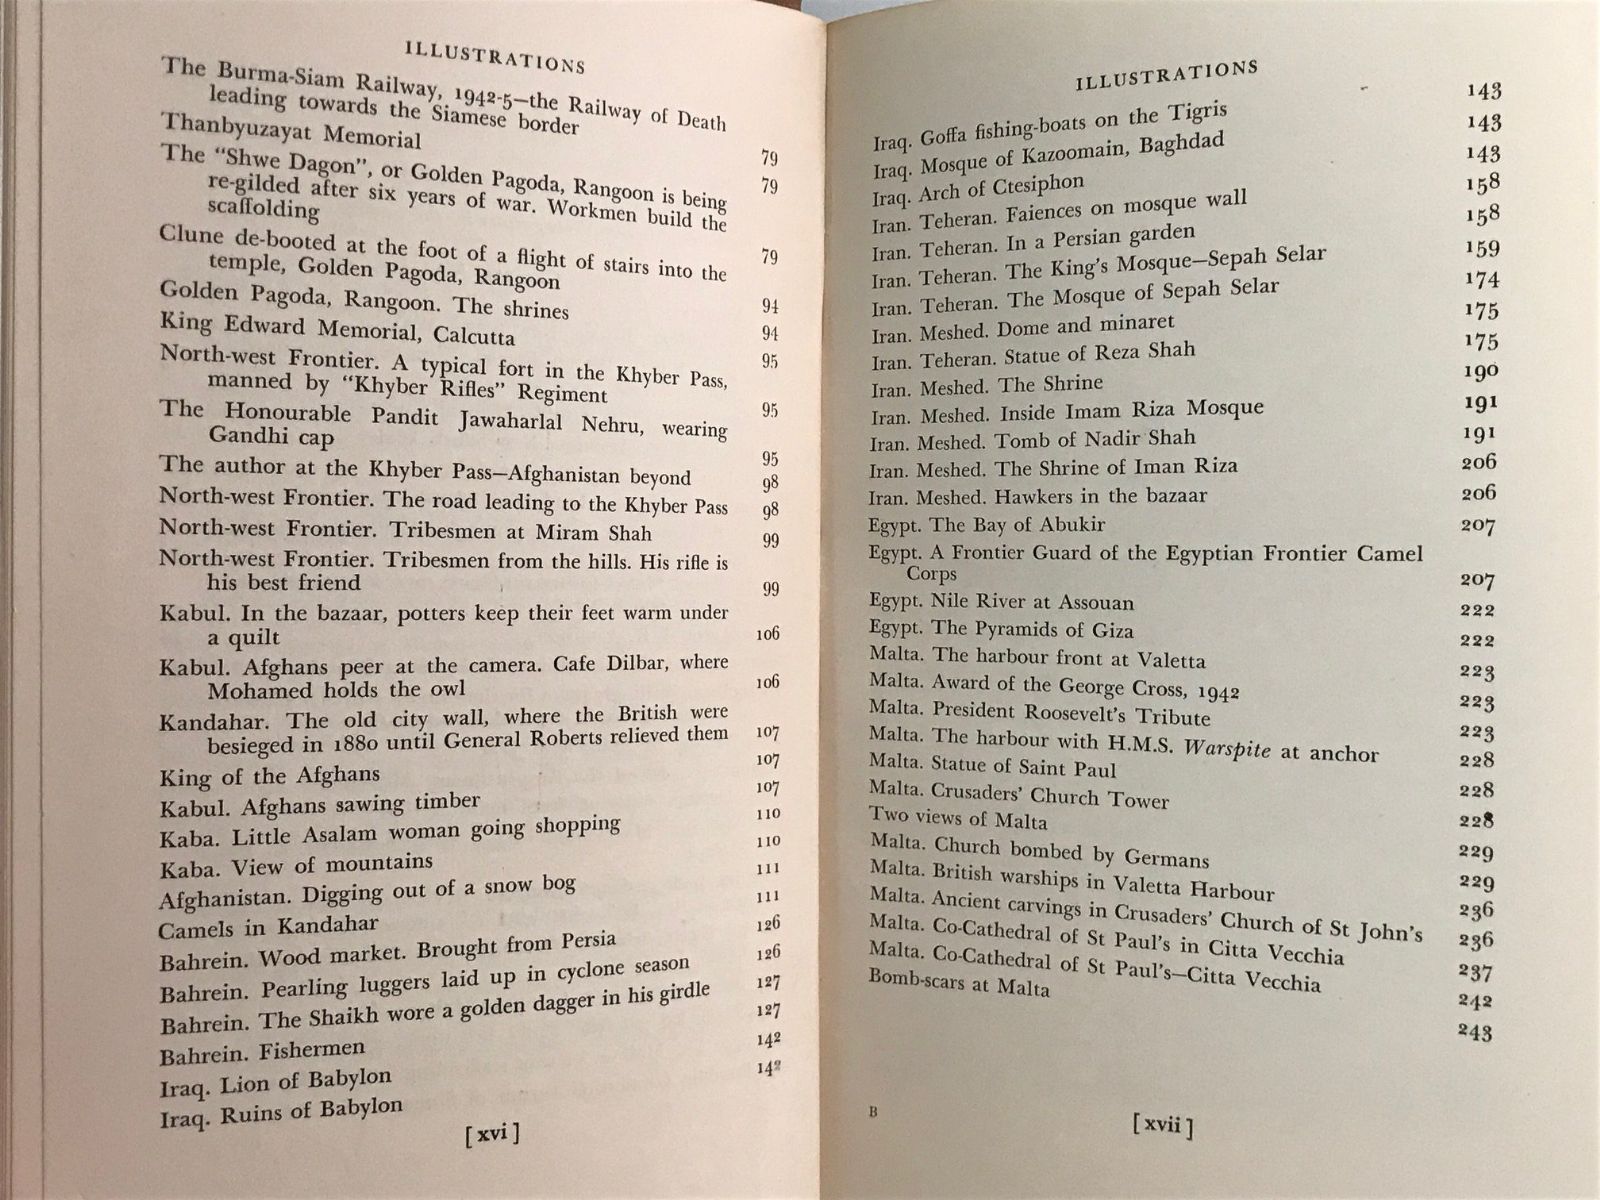 ILLUSTRATIONS
The Burma-Siam Railway, 1942-5—the Railway of Death
leading towards the Siamese border 79
Thanbyuzayat Memorial 79
The "Shwe Dagon", or Golden Pagoda, Rangoon is being
re-gilded after six years of war. Workmen build the
scaffolding 79
Clune de-booted at the foot of a flight of stairs into the
temple, Golden Pagoda, Rangoon 94
Golden Pagoda, Rangoon. The shrines 94
King Edward Memorial, Calcutta 95
North-west Frontier. A typical fort in the Khyber Pass,
manned by "Khyber Rifles" Regiment 95
The Honourable Pandit Jawaharlal Nehru, wearing
Gandhi cap 95
The author at the Khyber Pass—Afghanistan beyond 98
North-west Frontier. The road leading to the Khyber Pass 98
North-west Frontier. Tribesmen at Miram Shah 99
North-west Frontier. Tribesmen from the hills. His rifle is
his best friend 99
Kabul. In the bazaar, potters keep their feet warm under
a quilt 106
Kabul. Afghans peer at the camera. Cafe Dilbar, where
Mohamed holds the owl 106
Kandahar. The old city wall, where the British were
besieged in 1880 until General Roberts relieved them 107
King of the Afghans 107
Kabul. Afghans sawing timber 107
Kaba. Little Asalam woman going shopping 110
Kaba. View of mountains 110
Afghanistan. Digging out of a snow bog 111
Camels in Kandahar 111
Bahrein. Wood market. Brought from Persia 126
Bahrein. Pearling luggers laid up in cyclone season 126
Bahrein. The Shaikh wore a golden dagger in his girdle 127
Bahrein. Fishermen 127
Iraq. Lion of Babylon 142
Iraq. Ruins of Babylon 142
[ xvi ]
ILLUSTRATIONS
Iraq. Goffa fishing-boats on the Tigris 143
Iraq. Mosque of Kazoomain, Baghdad 143
Iraq. Arch of Ctesiphon 143
Iran. Teheran. Faiences on mosque wall 158
Iran. Teheran. In a Persian garden 158
Iran. Teheran. The King's Mosque—Sepah Selar 159
Iran. Teheran. The Mosque of Sepah Selar 174
Iran. Meshed. Dome and minaret 175
Iran. Teheran. Statue of Reza Shah 175
Iran. Meshed. The Shrine 190
Iran. Meshed. Inside Imam Riza Mosque 191
Iran. Meshed. Tomb of Nadir Shah 191
Iran. Meshed. The Shrine of Iman Riza 206
Iran. Meshed. Hawkers in the bazaar 206
Egypt. The Bay of Abukir 207
Egypt. A Frontier Guard of the Egyptian Frontier Camel
Corps 207
Egypt. Nile River at Assouan 222
Egypt. The Pyramids of Giza 222
Malta. The harbour front at Valetta 223
Malta. Award of the George Cross, 1942 223
Malta. President Roosevelt's Tribute 223
Malta. The harbour with H.M.S. Warspite at anchor 228
Malta. Statue of Saint Paul 228
Malta. Crusaders' Church Tower 228
Two views of Malta 229
Malta. Church bombed by Germans 229
Malta. British warships in Valetta Harbour 236
Malta. Ancient carvings in Crusaders' Church of St John's 236
Malta. Co-Cathedral of St Paul's in Citta Vecchia 237
Malta. Co-Cathedral of St Paul's—Citta Vecchia 242
Bomb-scars at Malta 243
B
[ xvii ]